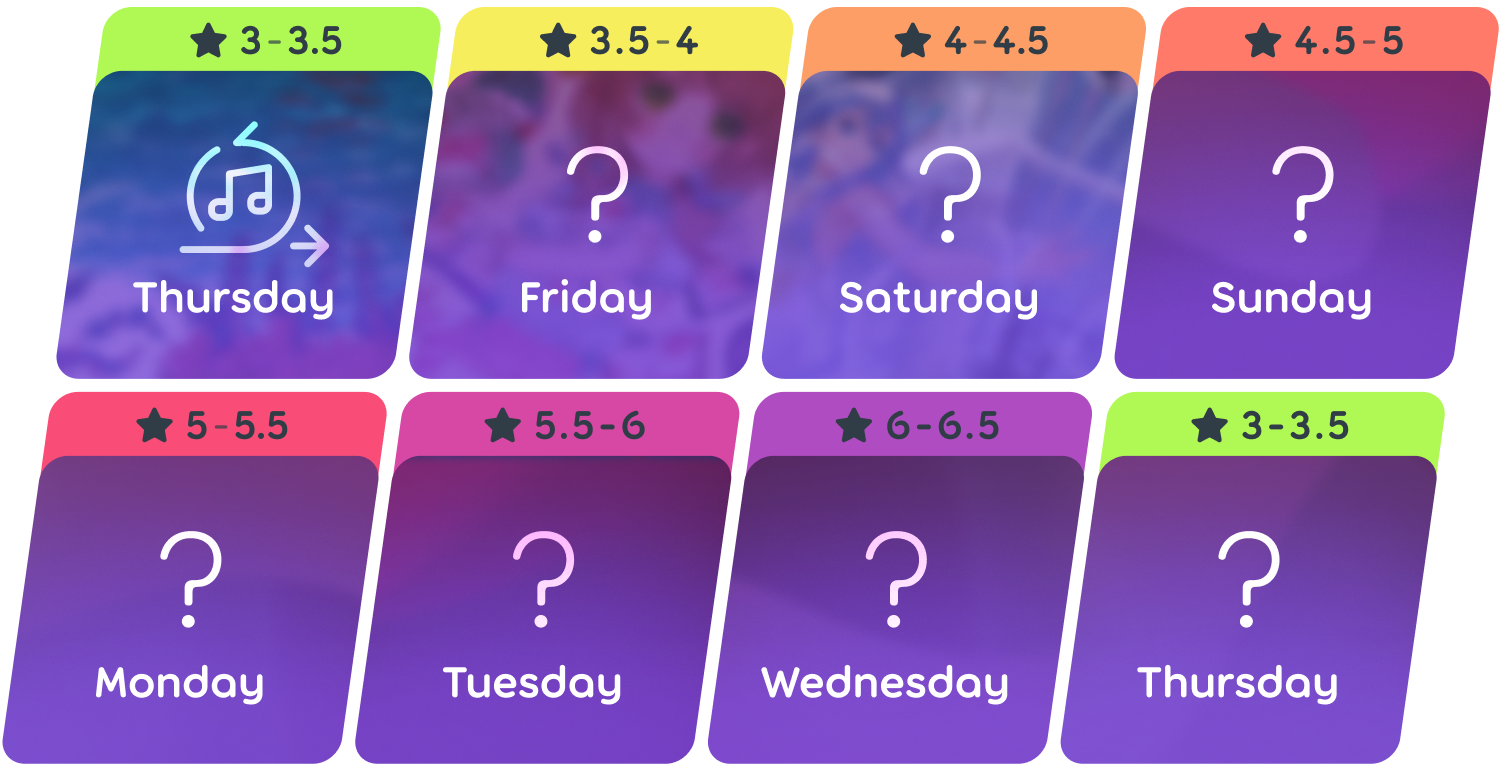 ★ 3-3.5
Thursday
★ 3.5-4
?
Friday
★ 4-4.5
?
Saturday
★ 4.5-5
?
Sunday
★ 5-5.5
?
Monday
★ 5.5-6
?
Tuesday
★ 6-6.5
?
Wednesday
★ 3-3.5
?
Thursday